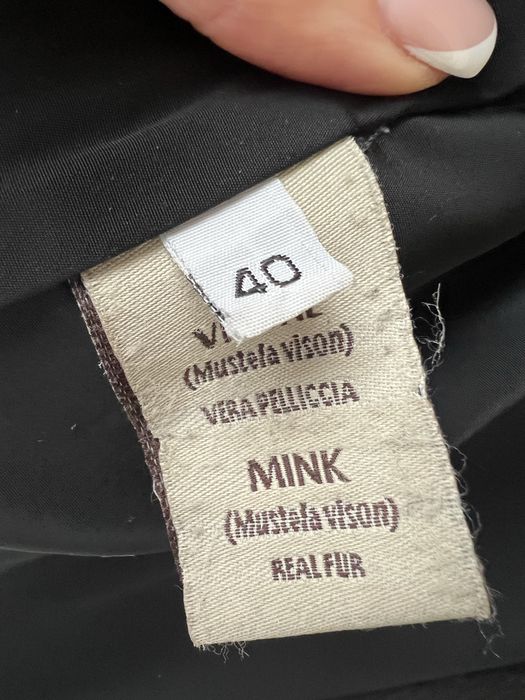 40
(Mustela vison)
VERA PELLICCIA
MINK
(Mustela vison)
REAL FUR